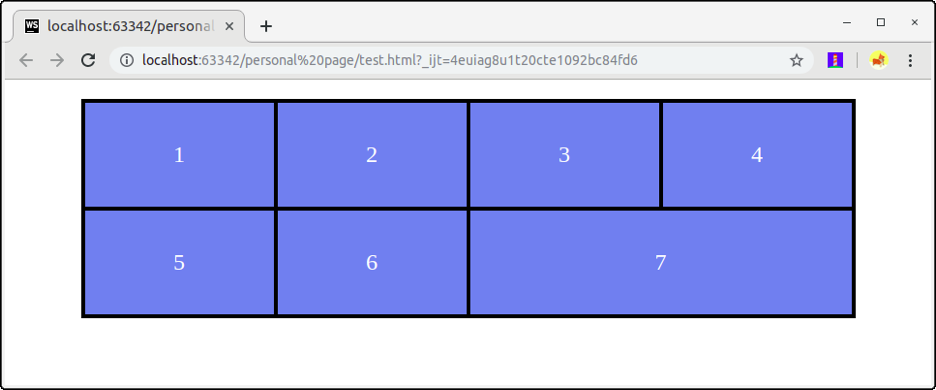 WS localhost:63342/personal
localhost:63342/personal%20page/test.html?_ijt=4euiag8u1t20cte1092bc84fd6
1 2 3 4
5 6 7